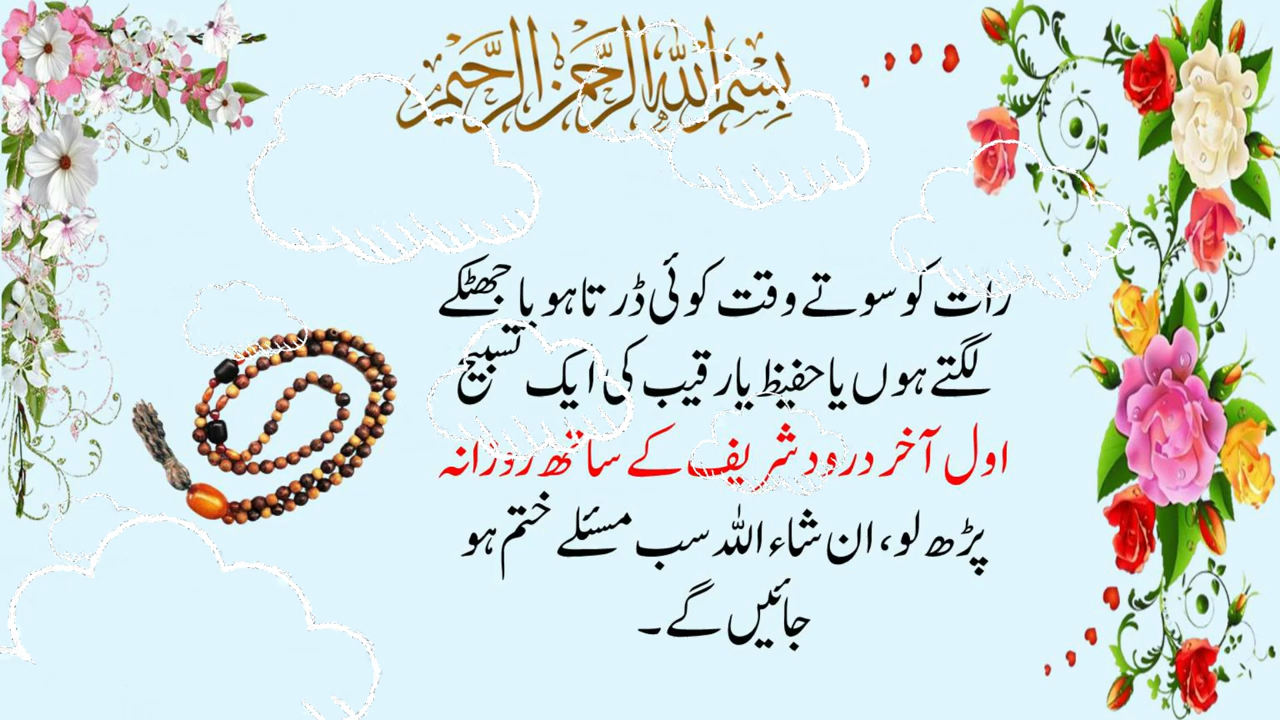 بسم الله الرحمن الرحيم
رات کو سوتے وقت کوئی ڈرتا ہو یا جھٹکے
لگتے ہوں یا حفیظ یا رقیب کی ایک تسبیح
اول آخر درود شریف کے ساتھ روزانہ
پڑھ لو، ان شاء اللہ سب مسئلے ختم ہو
جائیں گے۔